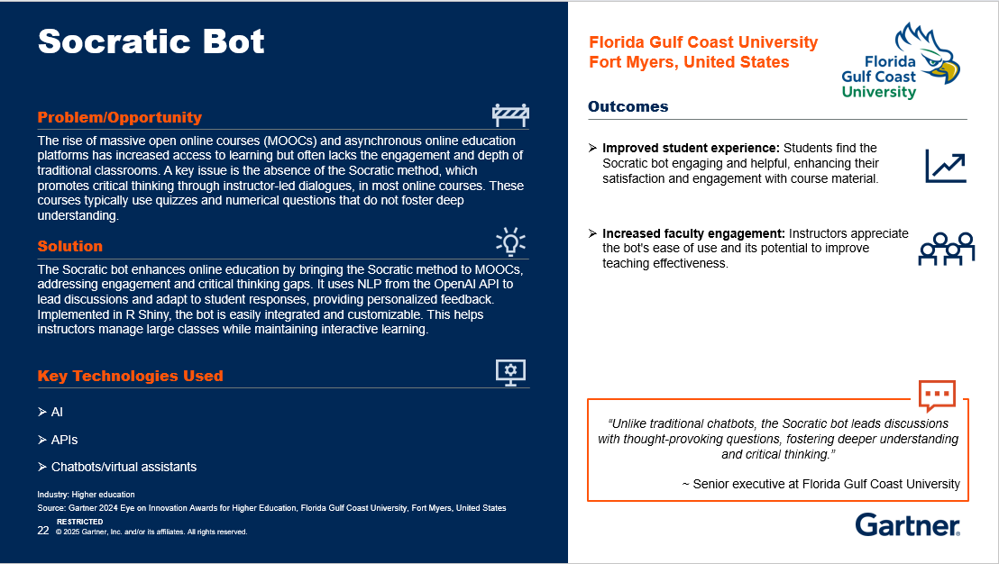 Socratic Bot
Problem/Opportunity
The rise of massive open online courses (MOOCs) and asynchronous online education
platforms has increased access to learning but often lacks the engagement and depth of
traditional classrooms. A key issue is the absence of the Socratic method, which
promotes critical thinking through instructor-led dialogues, in most online courses. These
courses typically use quizzes and numerical questions that do not foster deep
understanding.
Solution
The Socratic bot enhances online education by bringing the Socratic method to MOOCs,
addressing engagement and critical thinking gaps. It uses NLP from the OpenAI API to
lead discussions and adapt to student responses, providing personalized feedback.
Implemented in R Shiny, the bot is easily integrated and customizable. This helps
instructors manage large classes while maintaining interactive learning.
Key Technologies Used
➢ AI
➢ APIs
➢ Chatbots/virtual assistants
Industry: Higher education
Source: Gartner 2024 Eye on Innovation Awards for Higher Education, Florida Gulf Coast University, Fort Myers, United States
RESTRICTED
22 © 2025 Gartner, Inc. and/or its affiliates. All rights reserved.
Florida Gulf Coast University
Fort Myers, United States
Florida
Gulf Coast
University
Outcomes
➢ Improved student experience: Students find the
Socratic bot engaging and helpful, enhancing their
satisfaction and engagement with course material.
➢ Increased faculty engagement: Instructors appreciate
the bot's ease of use and its potential to improve
teaching effectiveness.
“Unlike traditional chatbots, the Socratic bot leads discussions
with thought-provoking questions, fostering deeper understanding
and critical thinking.”
~ Senior executive at Florida Gulf Coast University
Gartner®